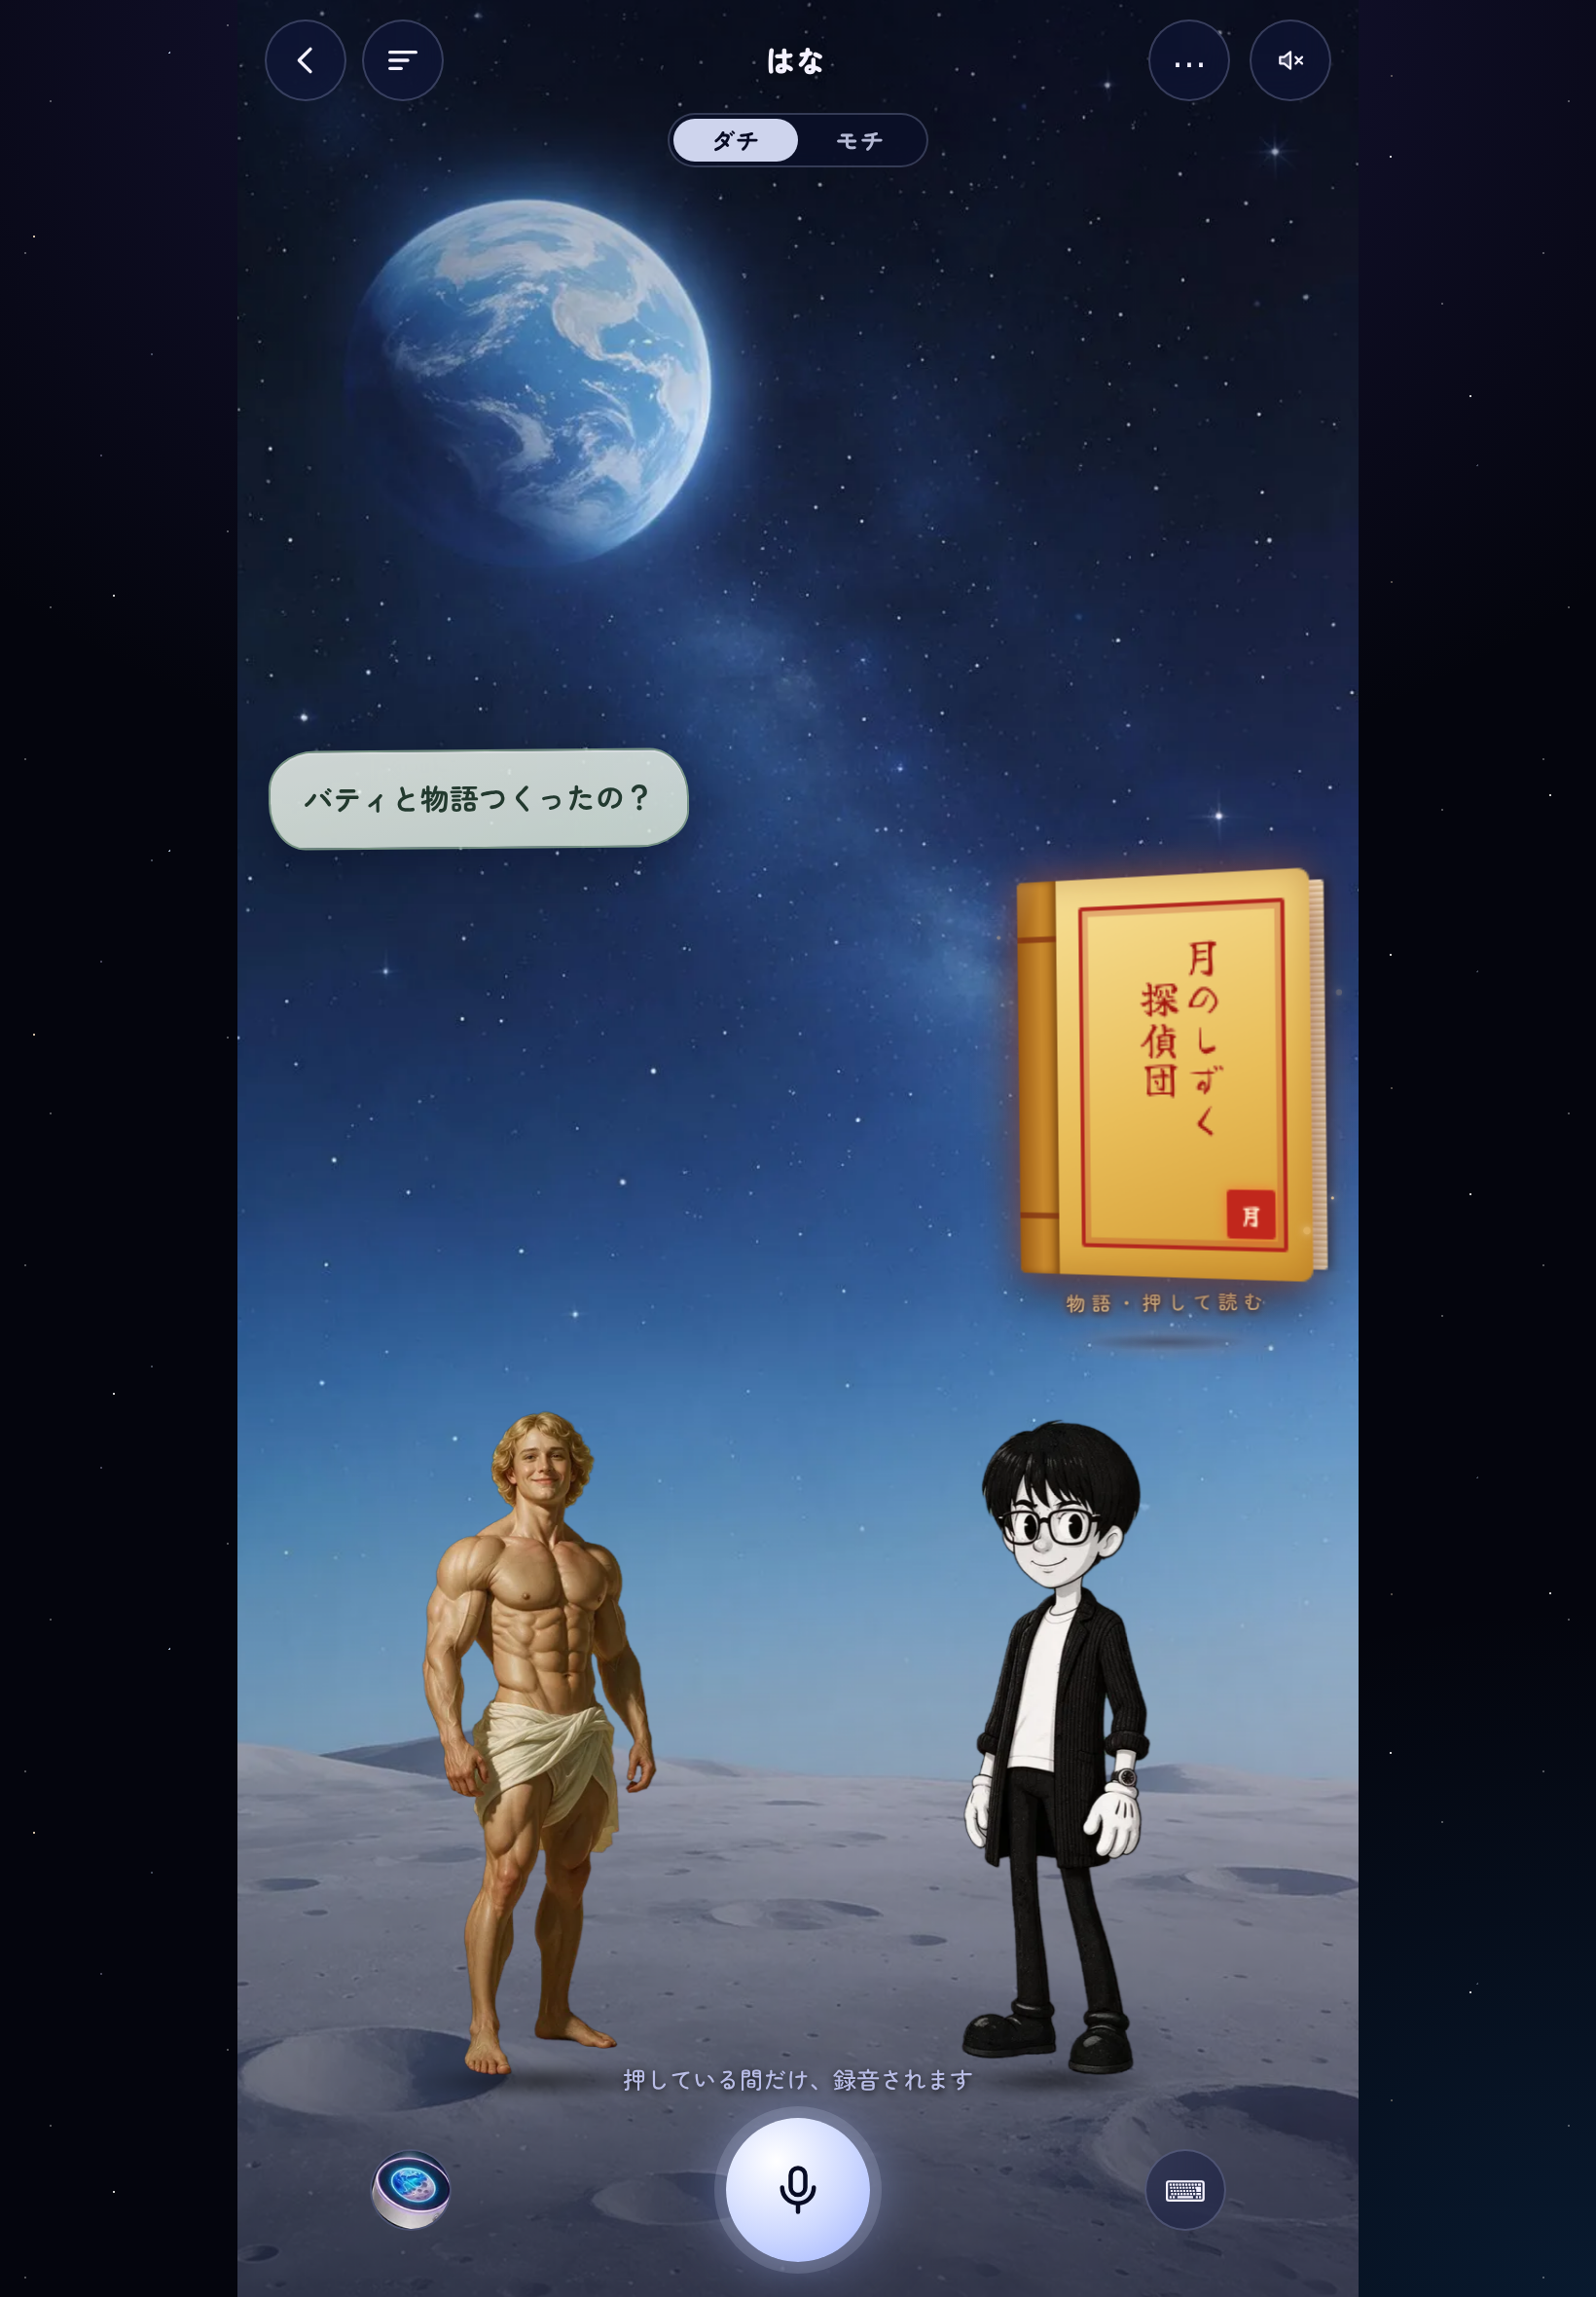 はな
ダチ モチ
バティと物語つくったの？
月のしずく
探偵団
月
物語・押して読む
押している間だけ、録音されます